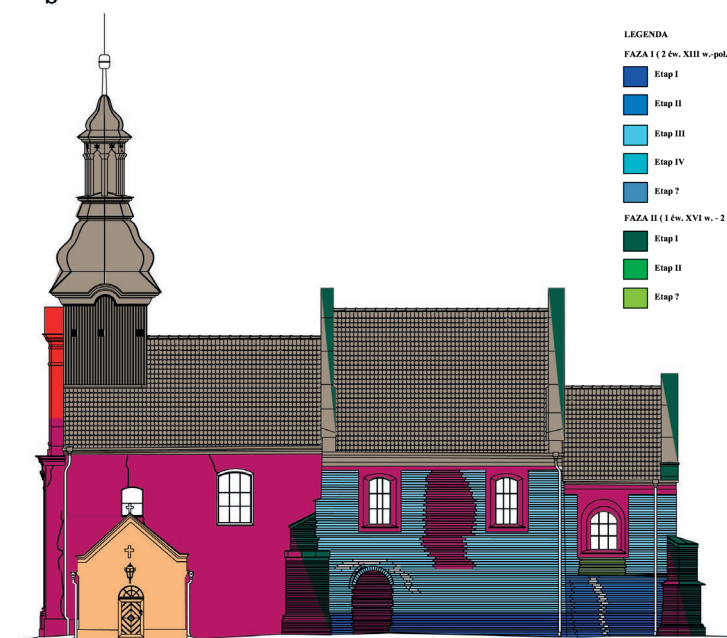 b
LEGENDA
FAZA I ( 2 ćw. XIII w.-poł.
Etap I
Etap II
Etap III
Etap IV
Etap ?
FAZA II ( 1 ćw. XVI w. - 2
Etap I
Etap II
Etap ?